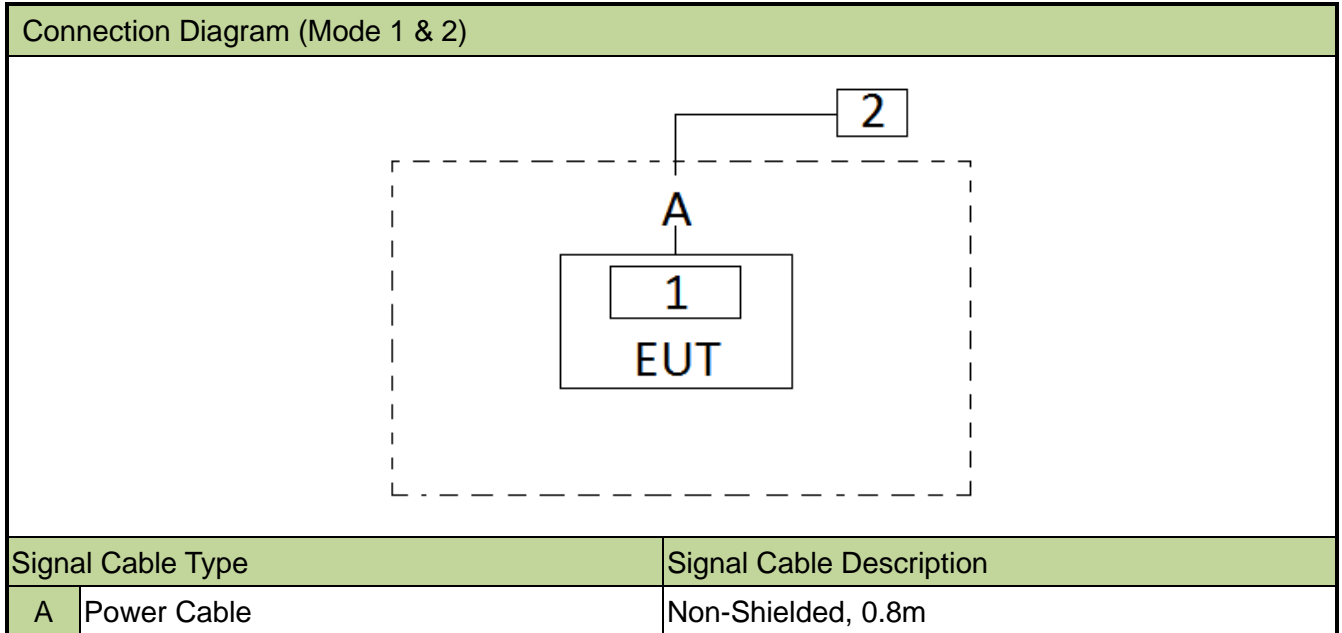 Connection Diagram (Mode 1 & 2)
2
A
1
EUT
Signal Cable Type Signal Cable Description
A Power Cable Non-Shielded, 0.8m